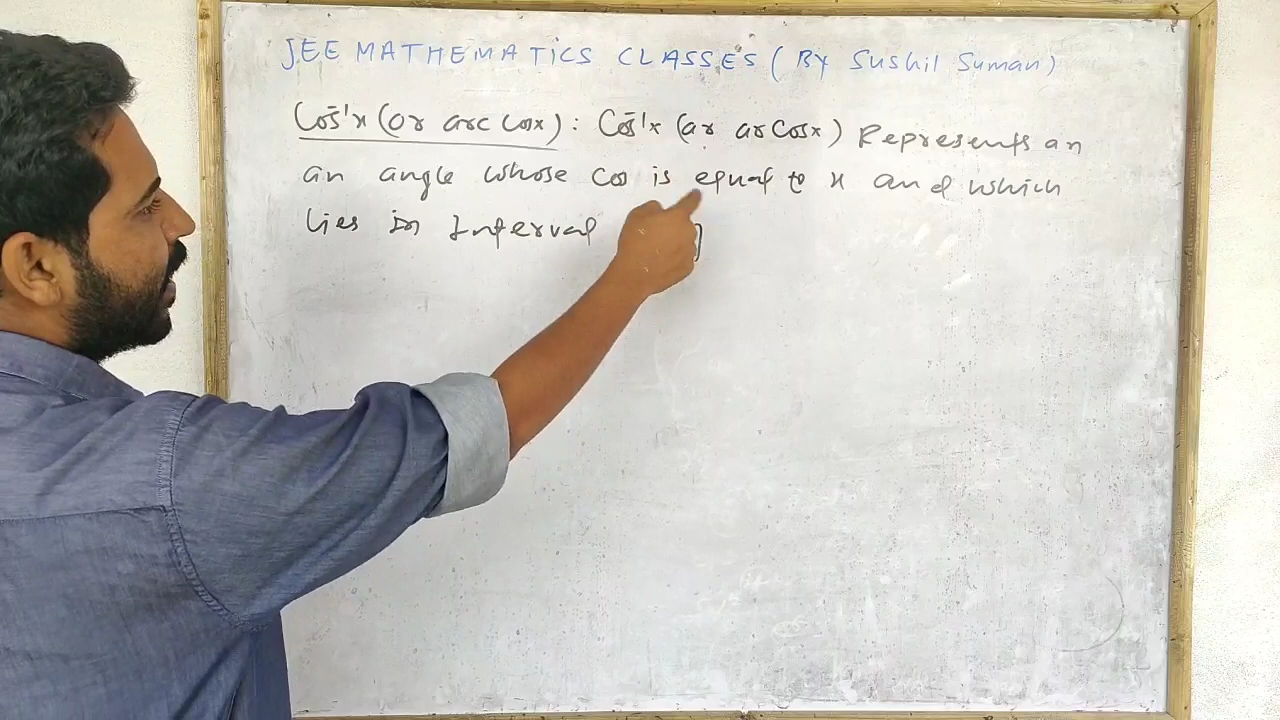 JEE MATHEMATICS CLASSES ( By Sushil Suman )
Cos⁻¹x (or arc cosx) : Cos⁻¹x (or arcosx) Represents an
an angle whose cos is equal to x and which
lies in Interval ]